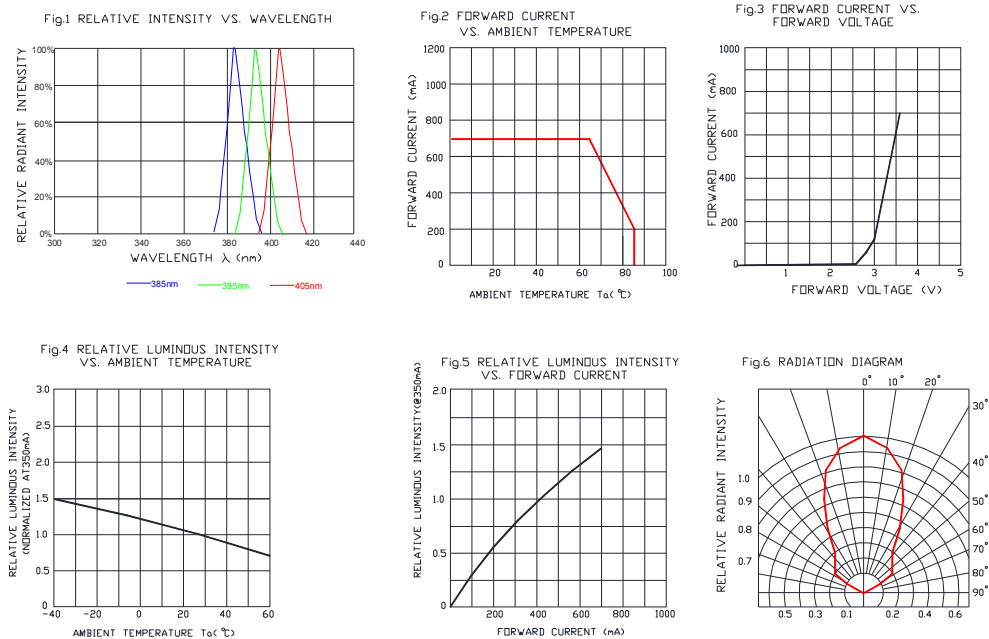 Fig.1 RELATIVE INTENSITY VS. WAVELENGTH
RELATIVE RADIANT INTENSITY
100%
80%
60%
40%
20%
0%
300 340 360 380 400 420 440
WAVELENGTH λ (nm)
385nm 395nm 405nm
Fig.2 FORWARD CURRENT
VS. AMBIENT TEMPERATURE
FORWARD CURRENT (mA)
1200
1000
800
600
400
200
0
20 40 60 80 100
AMBIENT TEMPERATURE Ta(°C)
Fig.3 FORWARD CURRENT VS.
FORWARD VOLTAGE
FORWARD CURRENT (mA)
1000
800
600
400
200
0
1 2 3 4 5
FORWARD VOLTAGE (V)
Fig.4 RELATIVE LUMINOUS INTENSITY
VS. AMBIENT TEMPERATURE
RELATIVE LUMINOUS INTENSITY
(NORMALIZED AT350mA)
3.0
2.5
2.0
1.5
1.0
0.5
0
-40 -20 0 20 40 60
AMBIENT TEMPERATURE Ta(°C)
Fig.5 RELATIVE LUMINOUS INTENSITY
VS. FORWARD CURRENT
RELATIVE LUMINOUS INTENSITY(@350mA)
2.0
1.5
1.0
0.5
0
200 400 600 800 1000
FORWARD CURRENT (mA)
Fig.6 RADIATION DIAGRAM
RELATIVE RADIANT INTENSITY
0° 10° 20°
30°
40°
50°
60°
70°
80°
90°
1.0
0.9
0.8
0.7
0.5 0.3 0.1 0.2 0.4 0.6